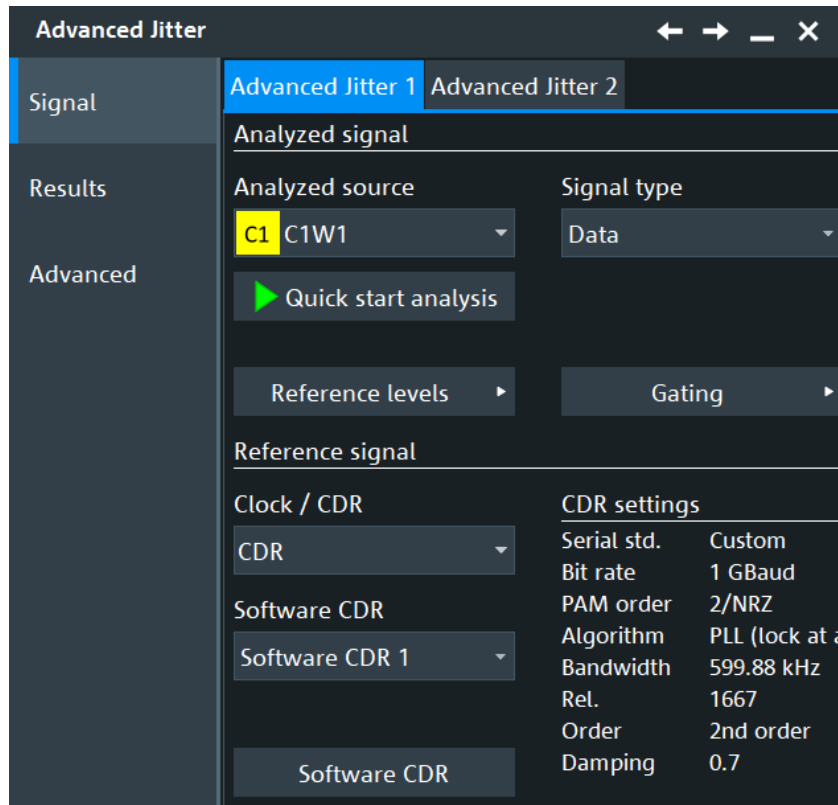 Advanced Jitter
Signal
Results
Advanced
Advanced Jitter 1 Advanced Jitter 2
Analyzed signal
Analyzed source
C1 C1W1
Signal type
Data
Quick start analysis
Reference levels
Gating
Reference signal
Clock / CDR
CDR
Software CDR
Software CDR 1
Software CDR
CDR settings
Serial std. Custom
Bit rate 1 GBaud
PAM order 2/NRZ
Algorithm PLL (lock at
Bandwidth 599.88 kHz
Rel. 1667
Order 2nd order
Damping 0.7